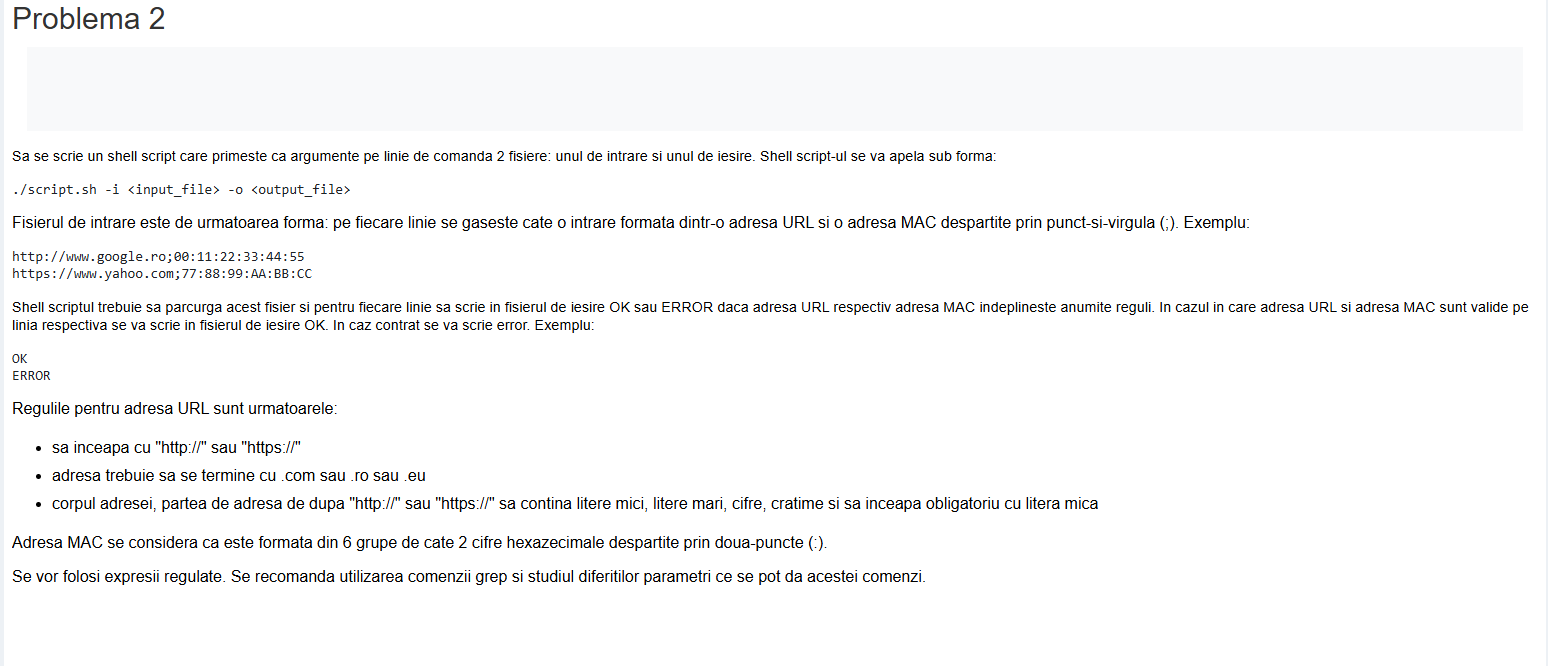 Problema 2
Sa se scrie un shell script care primeste ca argumente pe linie de comanda 2 fisiere: unul de intrare si unul de iesire. Shell script-ul se va apela sub forma:
./script.sh -i <input_file> -o <output_file>
Fisierul de intrare este de urmatoarea forma: pe fiecare linie se gaseste cate o intrare formata dintr-o adresa URL si o adresa MAC despartite prin punct-si-virgula (;). Exemplu:
http://www.google.ro;00:11:22:33:44:55
https://www.yahoo.com;77:88:99:AA:BB:CC
Shell scriptul trebuie sa parcurga acest fisier si pentru fiecare linie sa scrie in fisierul de iesire OK sau ERROR daca adresa URL respectiv adresa MAC indeplineste anumite reguli. In cazul in care adresa URL si adresa MAC sunt valide pe
linia respectiva se va scrie in fisierul de iesire OK. In caz contrat se va scrie error. Exemplu:
OK
ERROR
Regulile pentru adresa URL sunt urmatoarele:
• sa inceapa cu "http://" sau "https://"
• adresa trebuie sa se termine cu .com sau .ro sau .eu
• corpul adresei, partea de adresa de dupa "http://" sau "https://" sa contina litere mici, litere mari, cifre, cratime si sa inceapa obligatoriu cu litera mica
Adresa MAC se considera ca este formata din 6 grupe de cate 2 cifre hexazecimale despartite prin doua-puncte (:).
Se vor folosi expresii regulate. Se recomanda utilizarea comenzii grep si studiul diferitilor parametri ce se pot da acestei comenzi.